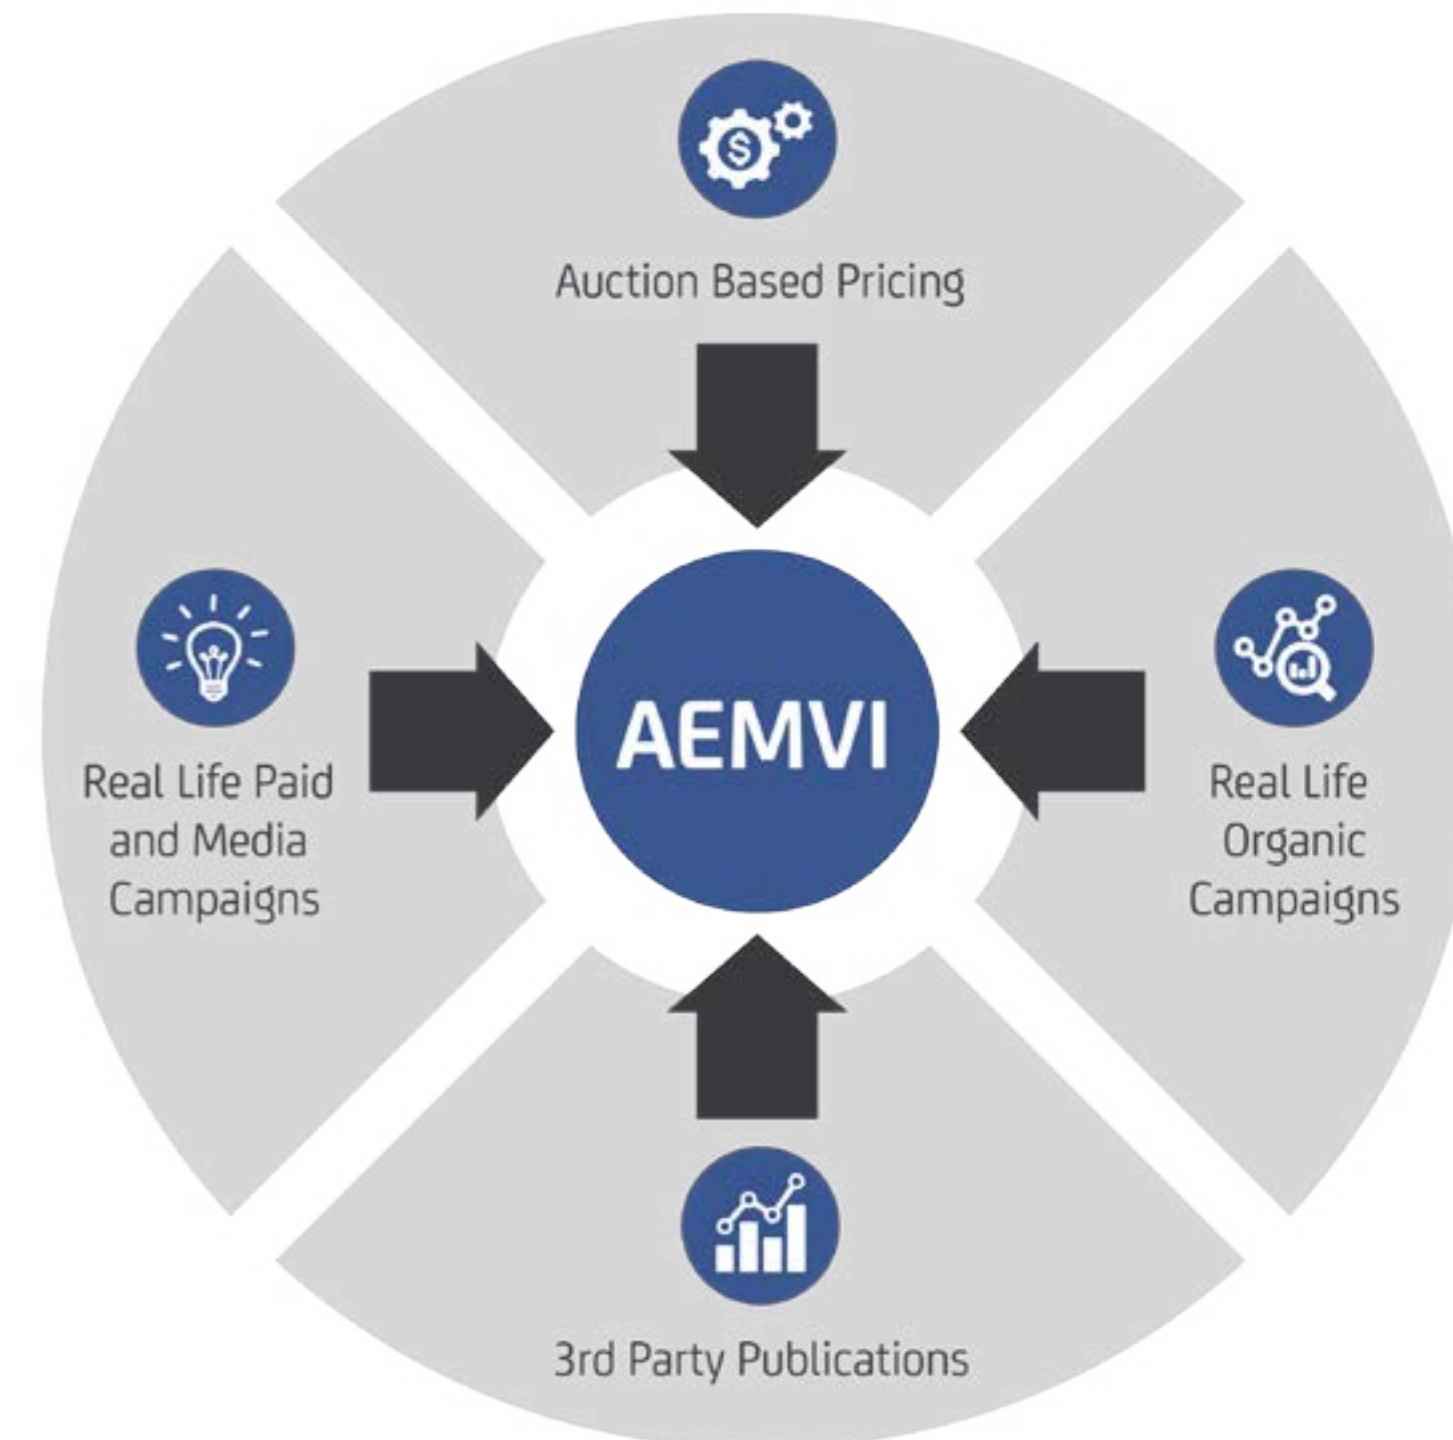 Auction Based Pricing
AEMVI
Real Life Paid
and Media
Campaigns
Real Life
Organic
Campaigns
3rd Party Publications
$